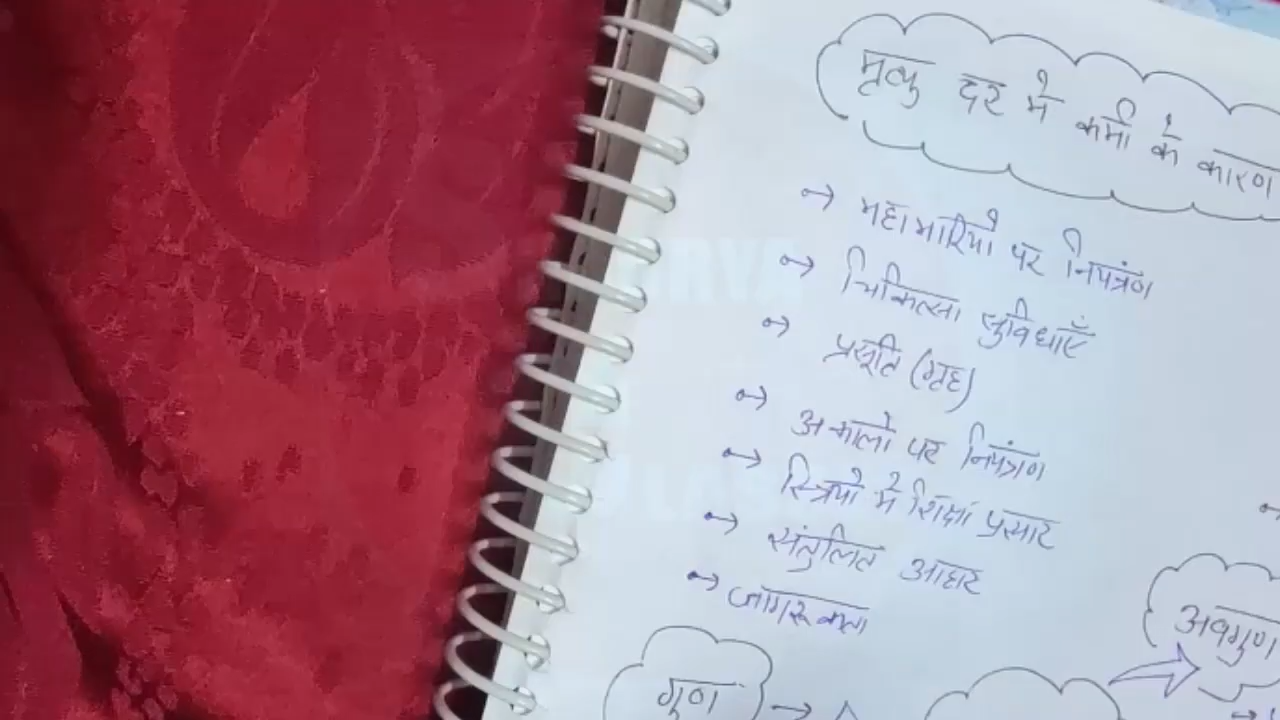 मृत्यु दर में कमी के कारण
महामारियों पर नियंत्रण
चिकित्सा सुविधाएँ
प्रसूति (गृह)
अकालो पर नियंत्रण
स्त्रियों में शिक्षा प्रसार
संतुलित आहार
जागरूकता
अवगुण
गुण